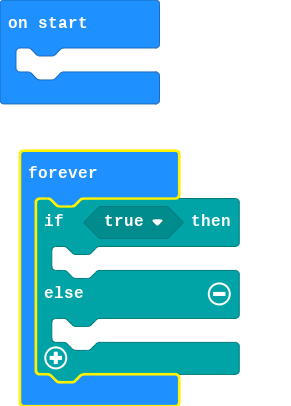 on start
forever
if true then
else